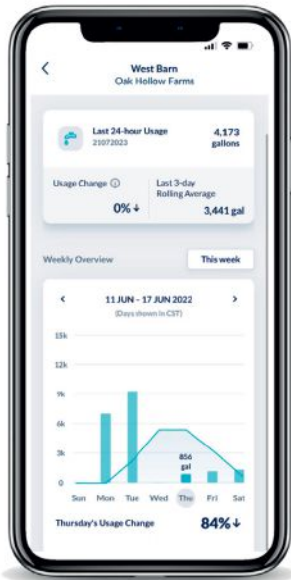 West Barn
Oak Hollow Farms
Last 24-hour Usage
21072023
4,173
gallons
Usage Change
0%
Last 3-day
Rolling Average
3,441 gal
Weekly Overview
This week
11 JUN - 17 JUN 2022
(Days shown in CST)
15k
12k
9k
6k
3k
0
856
gal
Sun Mon Tue Wed Thu Fri Sat
Thursday's Usage Change
84%